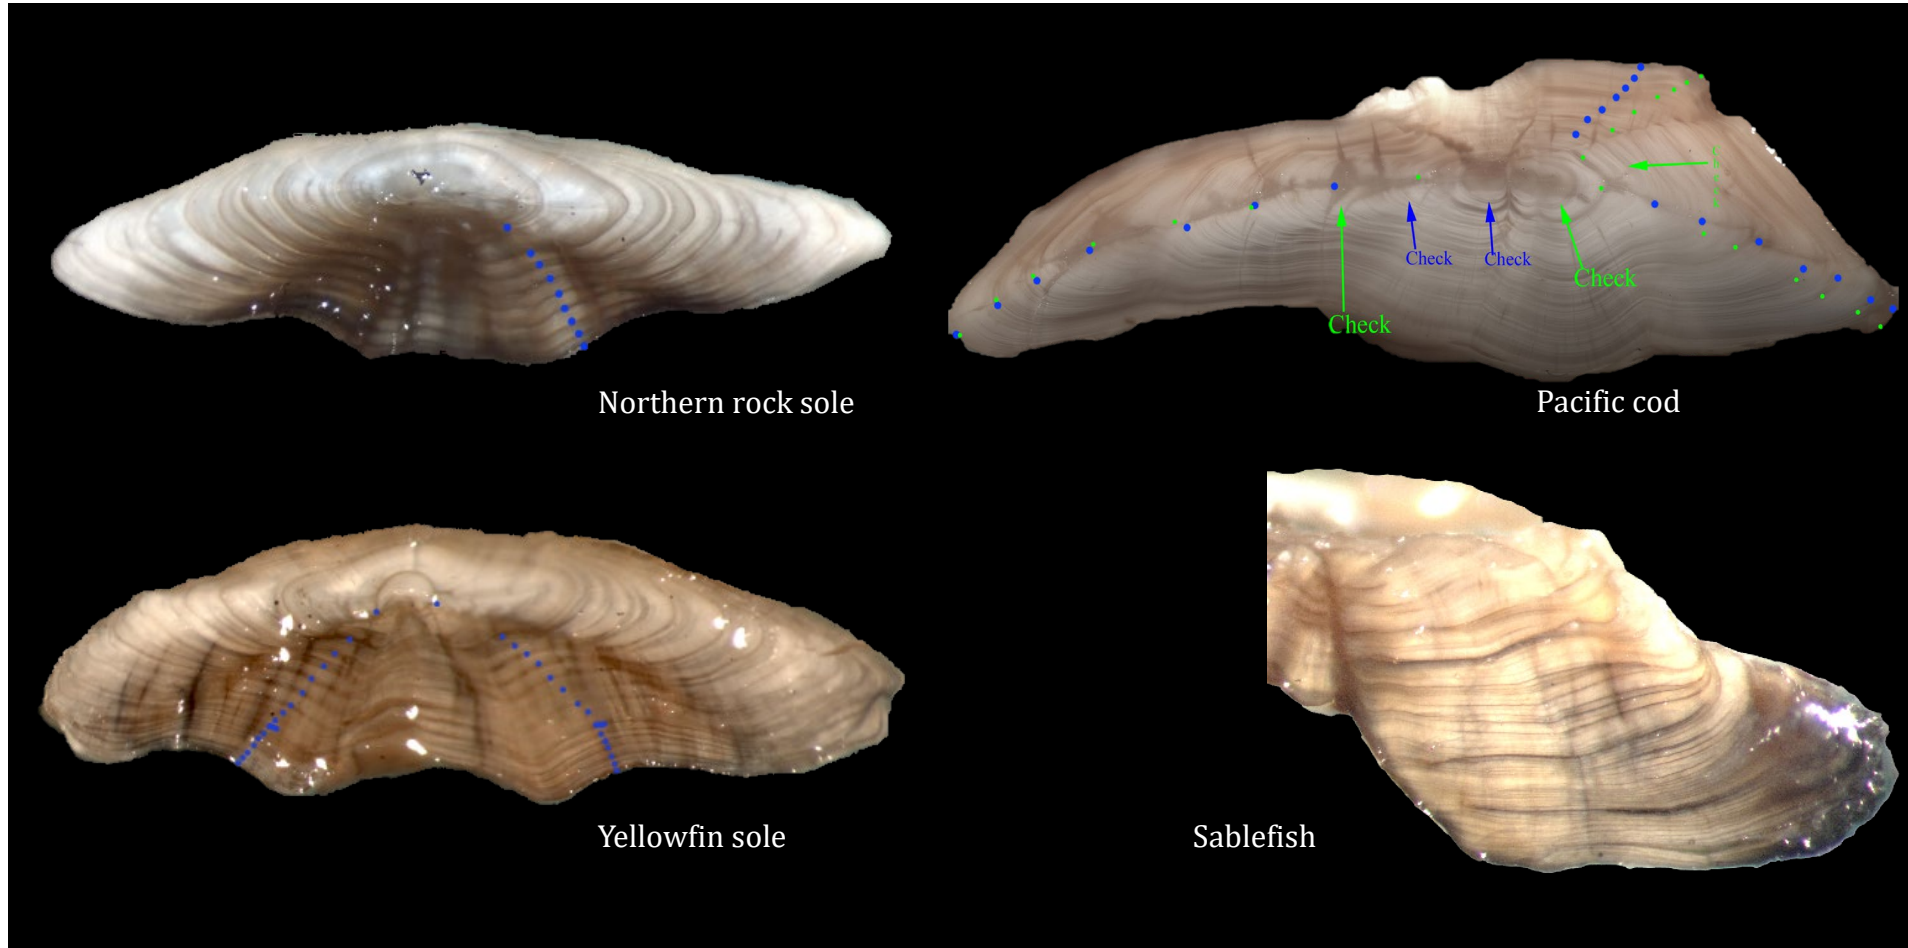 Check
Check
Check
Check
Northern rock sole
Pacific cod
Yellowfin sole
Sablefish